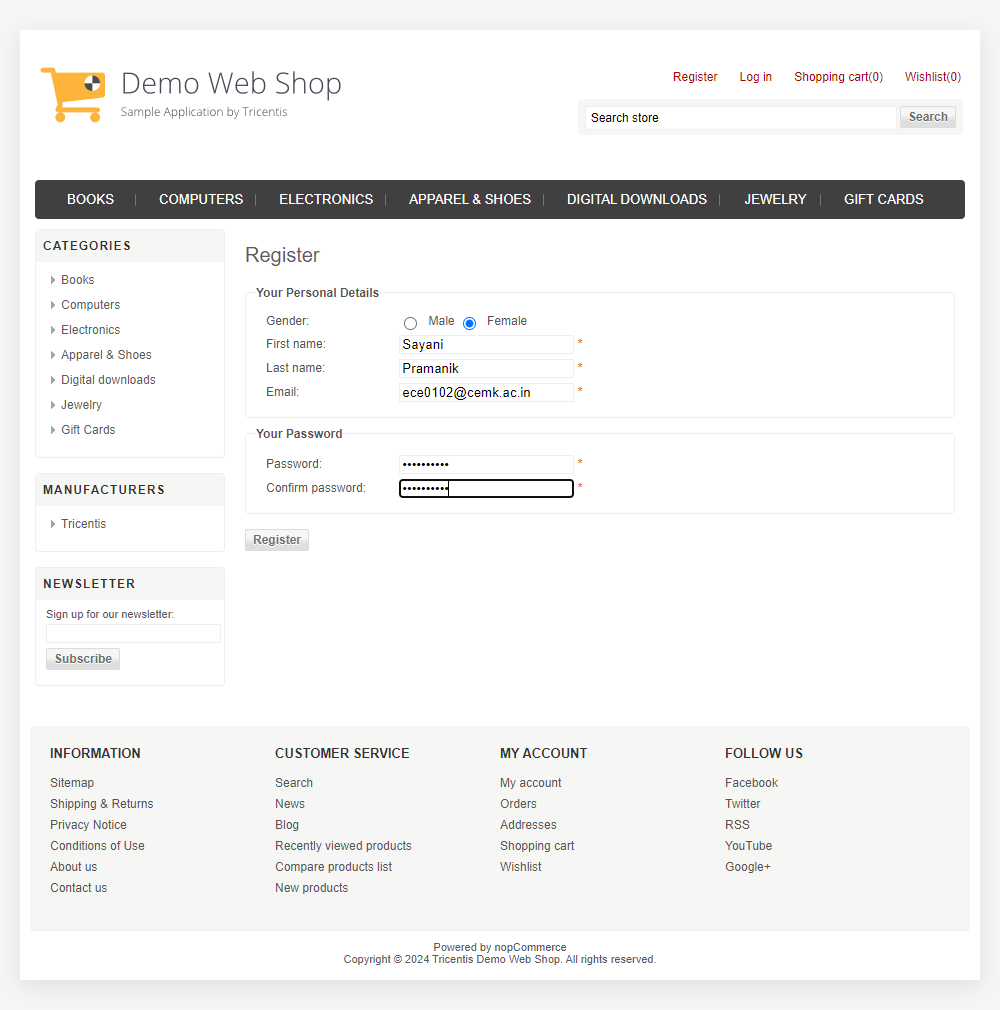 Demo Web Shop
Sample Application by Tricentis
Register Log in Shopping cart(0) Wishlist(0)
Search store Search
BOOKS COMPUTERS ELECTRONICS APPAREL & SHOES DIGITAL DOWNLOADS JEWELRY GIFT CARDS
CATEGORIES
Books
Computers
Electronics
Apparel & Shoes
Digital downloads
Jewelry
Gift Cards
MANUFACTURERS
Tricentis
NEWSLETTER
Sign up for our newsletter:
Subscribe
Register
Your Personal Details
Gender: Male Female
First name: Sayani *
Last name: Pramanik *
Email: ece0102@cemk.ac.in *
Your Password
Password: •••••••••• *
Confirm password: •••••••••• *
Register
INFORMATION
Sitemap
Shipping & Returns
Privacy Notice
Conditions of Use
About us
Contact us
CUSTOMER SERVICE
Search
News
Blog
Recently viewed products
Compare products list
New products
MY ACCOUNT
My account
Orders
Addresses
Shopping cart
Wishlist
FOLLOW US
Facebook
Twitter
RSS
YouTube
Google+
Powered by nopCommerce
Copyright © 2024 Tricentis Demo Web Shop. All rights reserved.